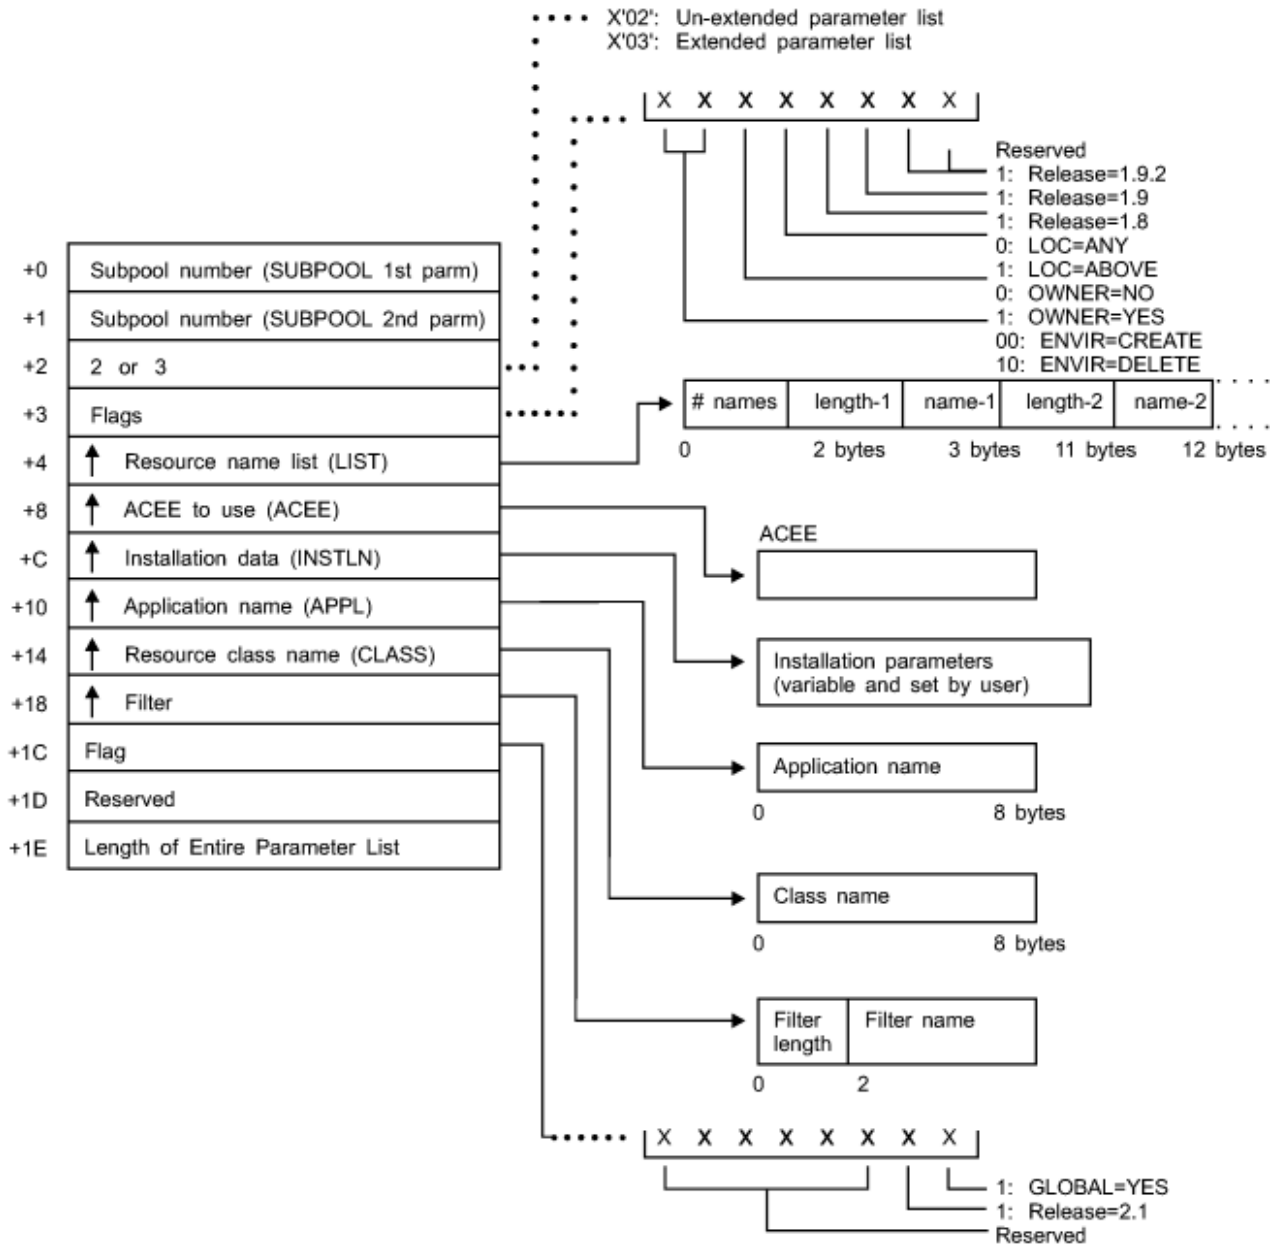 X'02': Un-extended parameter list
X'03': Extended parameter list
X X X X X X X X
Reserved
1: Release=1.9.2
1: Release=1.9
1: Release=1.8
0: LOC=ANY
1: LOC=ABOVE
0: OWNER=NO
1: OWNER=YES
00: ENVIR=CREATE
10: ENVIR=DELETE
+0 Subpool number (SUBPOOL 1st parm)
+1 Subpool number (SUBPOOL 2nd parm)
+2 2 or 3
+3 Flags
+4 Resource name list (LIST)
+8 ACEE to use (ACEE)
+C Installation data (INSTLN)
+10 Application name (APPL)
+14 Resource class name (CLASS)
+18 Filter
+1C Flag
+1D Reserved
+1E Length of Entire Parameter List
# names length-1 name-1 length-2 name-2
0 2 bytes 3 bytes 11 bytes 12 bytes
ACEE
Installation parameters
(variable and set by user)
Application name
0 8 bytes
Class name
0 8 bytes
Filter length Filter name
0 2
X X X X X X X X
1: GLOBAL=YES
1: Release=2.1
Reserved